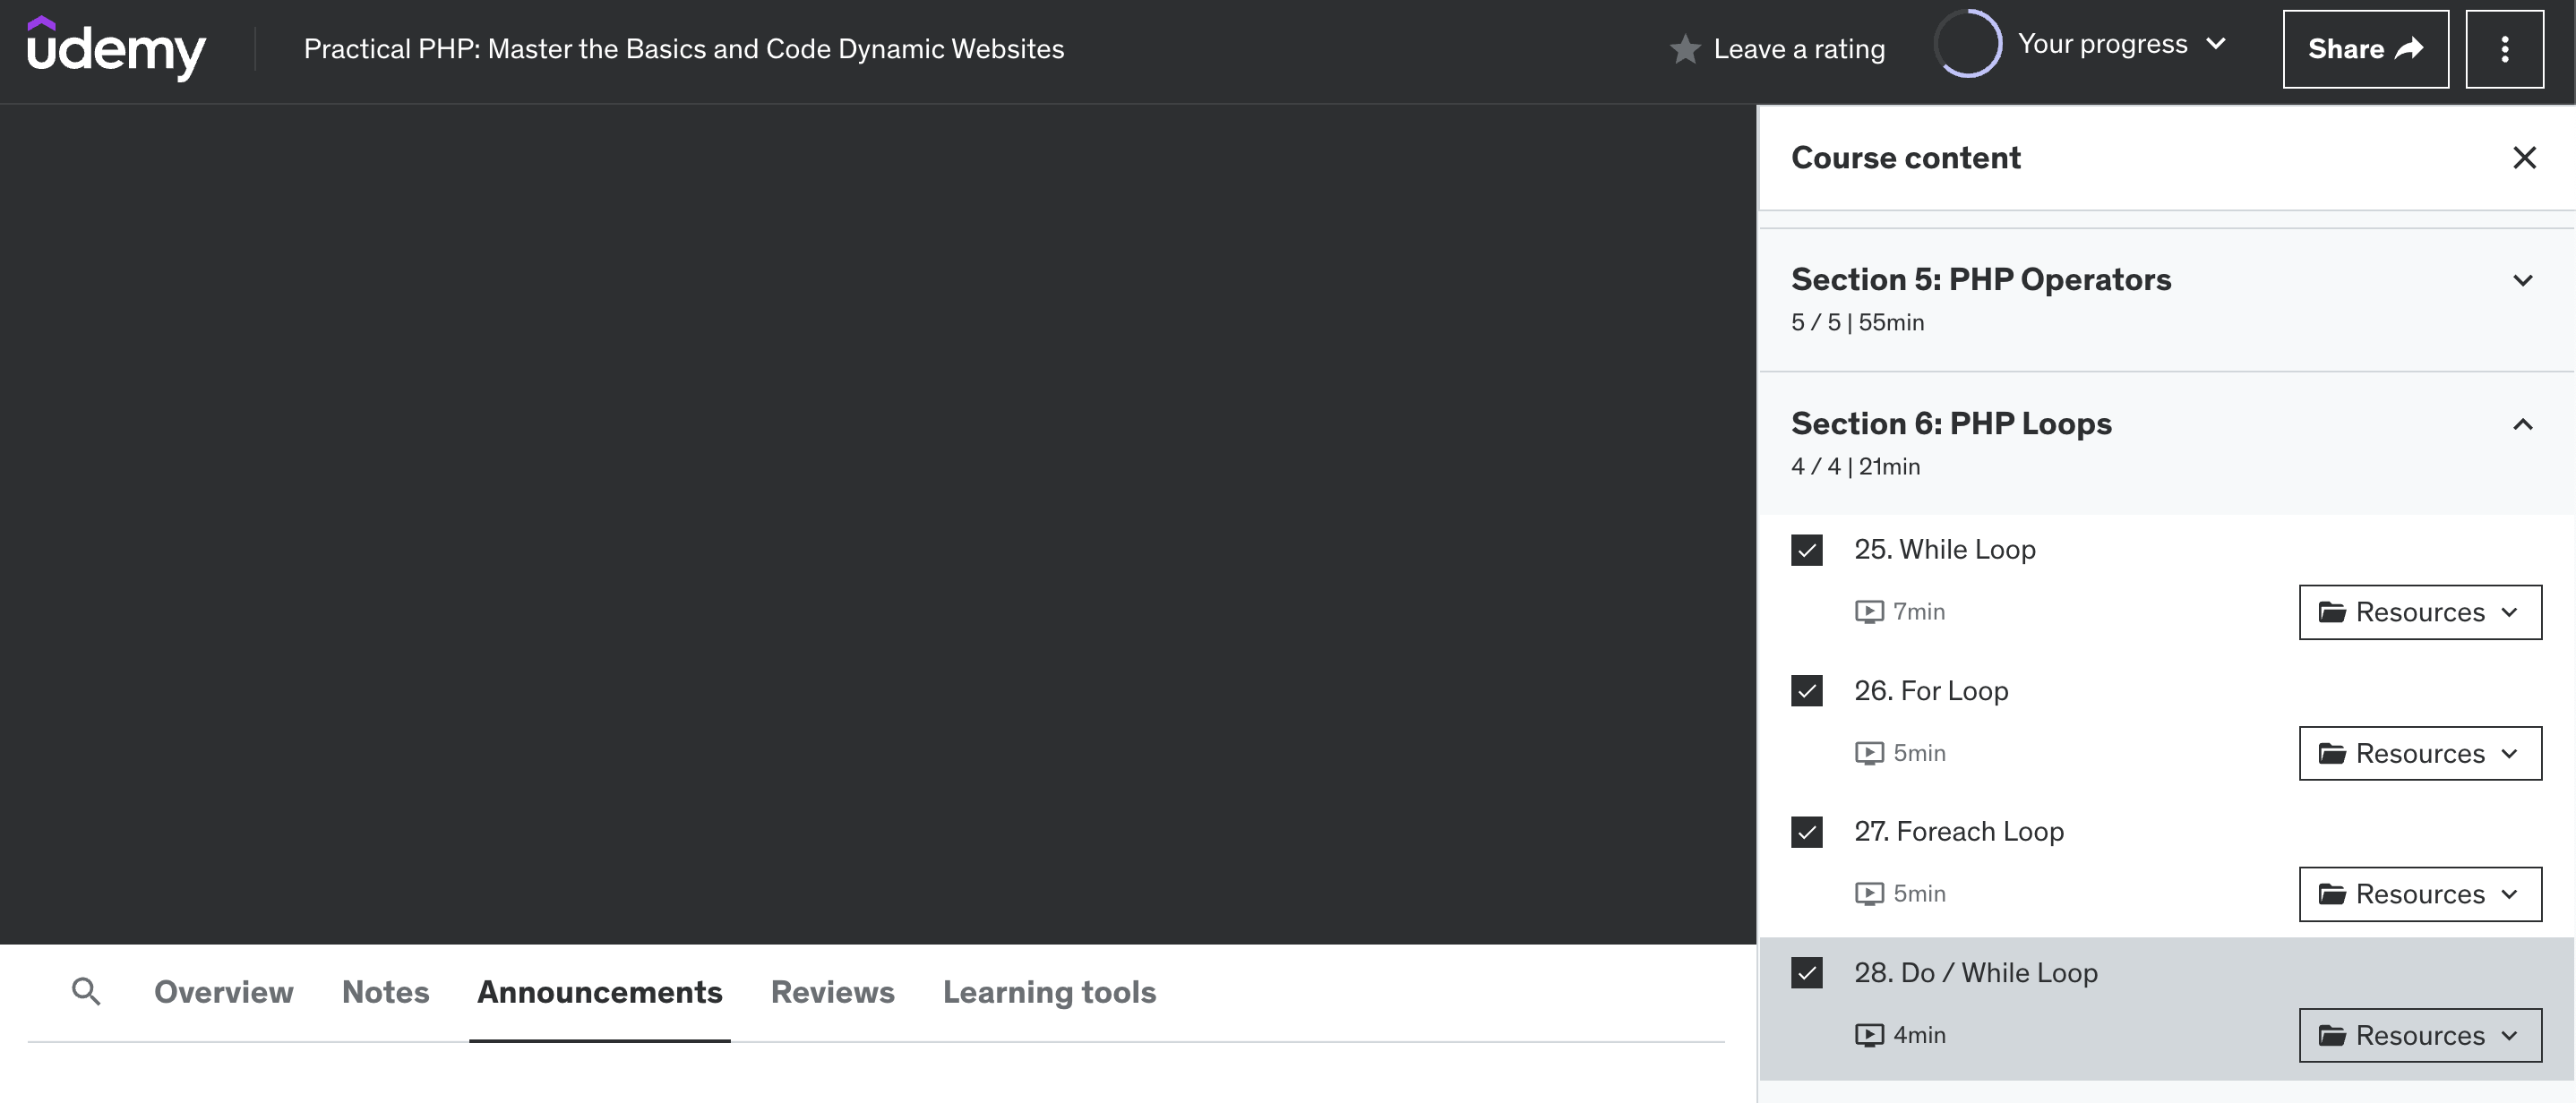 udemy
Practical PHP: Master the Basics and Code Dynamic Websites
Leave a rating
Your progress
Share
Course content
Section 5: PHP Operators
5 / 5 | 55min
Section 6: PHP Loops
4 / 4 | 21min
25. While Loop
7min
Resources
26. For Loop
5min
Resources
27. Foreach Loop
5min
Resources
28. Do / While Loop
4min
Resources
Overview Notes Announcements Reviews Learning tools